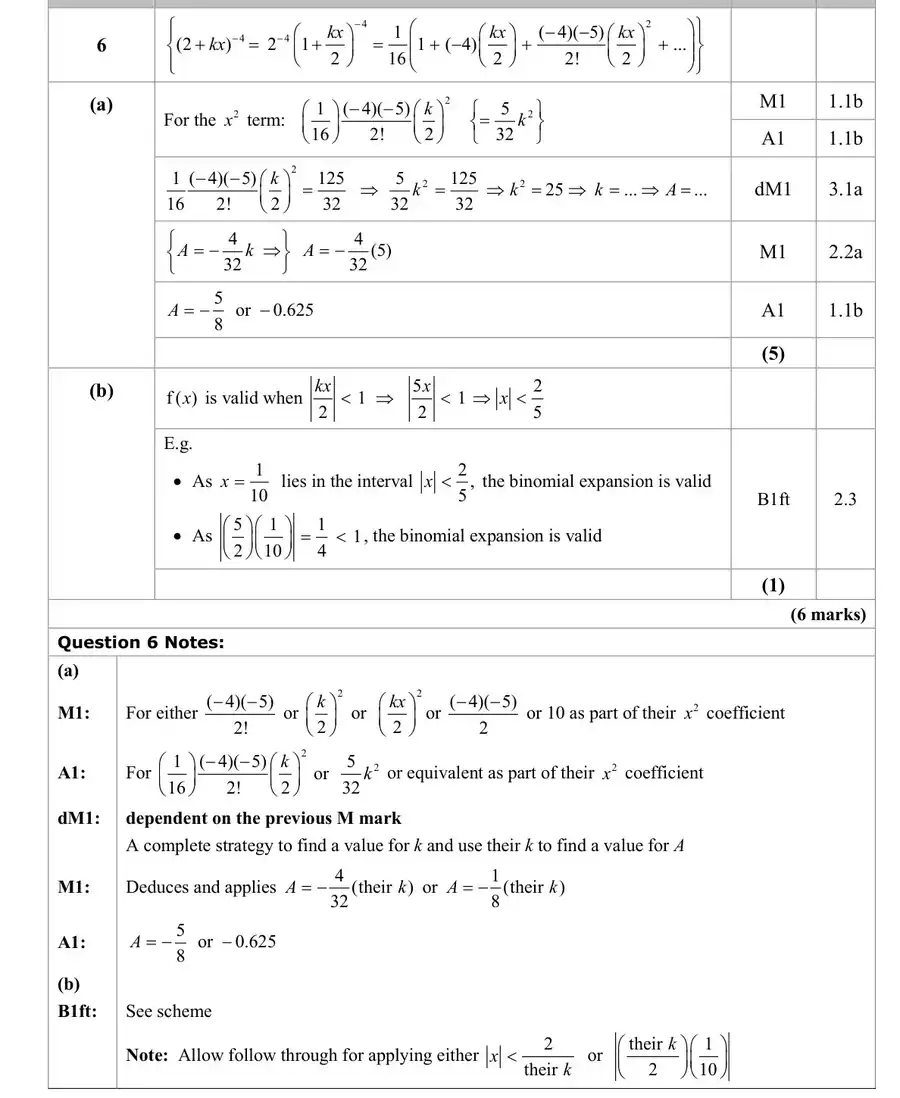 6 {(2 + kx)⁻⁴ = 2⁻⁴(1 + kx/2)⁻⁴ = 1/16(1 + (−4)(kx/2) + (−4)(−5)/2!(kx/2)² + ...)}
(a) For the x² term: (1/16)(−4)(−5)/2!(k/2)² {= 5/32k²} M1 1.1b
A1 1.1b
1/16 (−4)(−5)/2!(k/2)² = 125/32 ⇒ 5/32k² = 125/32 ⇒ k² = 25 ⇒ k = ... ⇒ A = ... dM1 3.1a
{A = −4/32k ⇒} A = −4/32(5) M1 2.2a
A = −5/8 or −0.625 A1 1.1b
(5)
(b) f(x) is valid when |kx/2| < 1 ⇒ |5x/2| < 1 ⇒ |x| < 2/5
E.g.
• As x = 1/10 lies in the interval |x| < 2/5, the binomial expansion is valid
B1ft 2.3
• As |(5/2)(1/10)| = 1/4 < 1, the binomial expansion is valid
(1)
(6 marks)
Question 6 Notes:
(a)
M1: For either (−4)(−5)/2! or (k/2)² or (kx/2)² or (−4)(−5)/2 or 10 as part of their x² coefficient
A1: For (1/16)(−4)(−5)/2!(k/2)² or 5/32k² or equivalent as part of their x² coefficient
dM1: dependent on the previous M mark
A complete strategy to find a value for k and use their k to find a value for A
M1: Deduces and applies A = −4/32(their k) or A = −1/8(their k)
A1: A = −5/8 or −0.625
(b)
B1ft: See scheme
Note: Allow follow through for applying either |x| < 2/their k or |(their k/2)(1/10)|